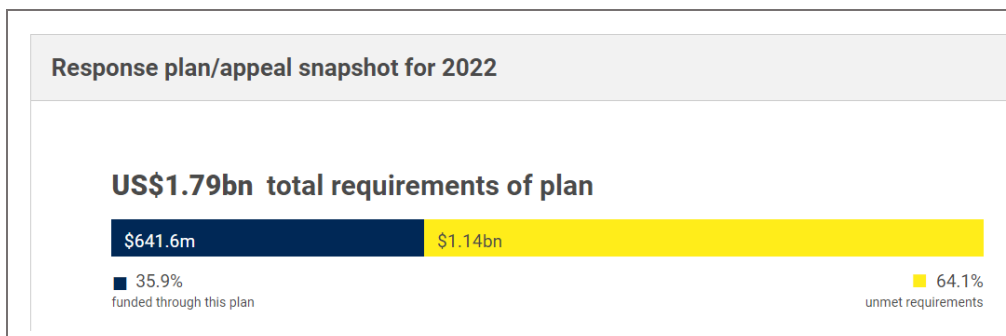 Response plan/appeal snapshot for 2022
US$1.79bn total requirements of plan
$641.6m $1.14bn
35.9% 64.1%
funded through this plan unmet requirements